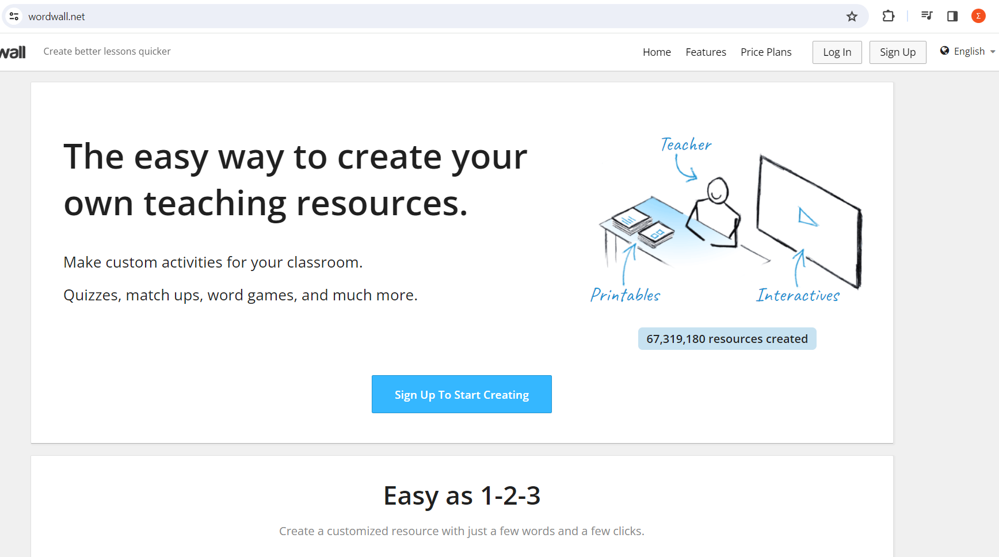 wordwall.net
Σ
wall
Create better lessons quicker
Home
Features
Price Plans
Log In
Sign Up
English
The easy way to create your
own teaching resources.
Make custom activities for your classroom.
Quizzes, match ups, word games, and much more.
Teacher
Printables
Interactives
67,319,180 resources created
Sign Up To Start Creating
Easy as 1-2-3
Create a customized resource with just a few words and a few clicks.